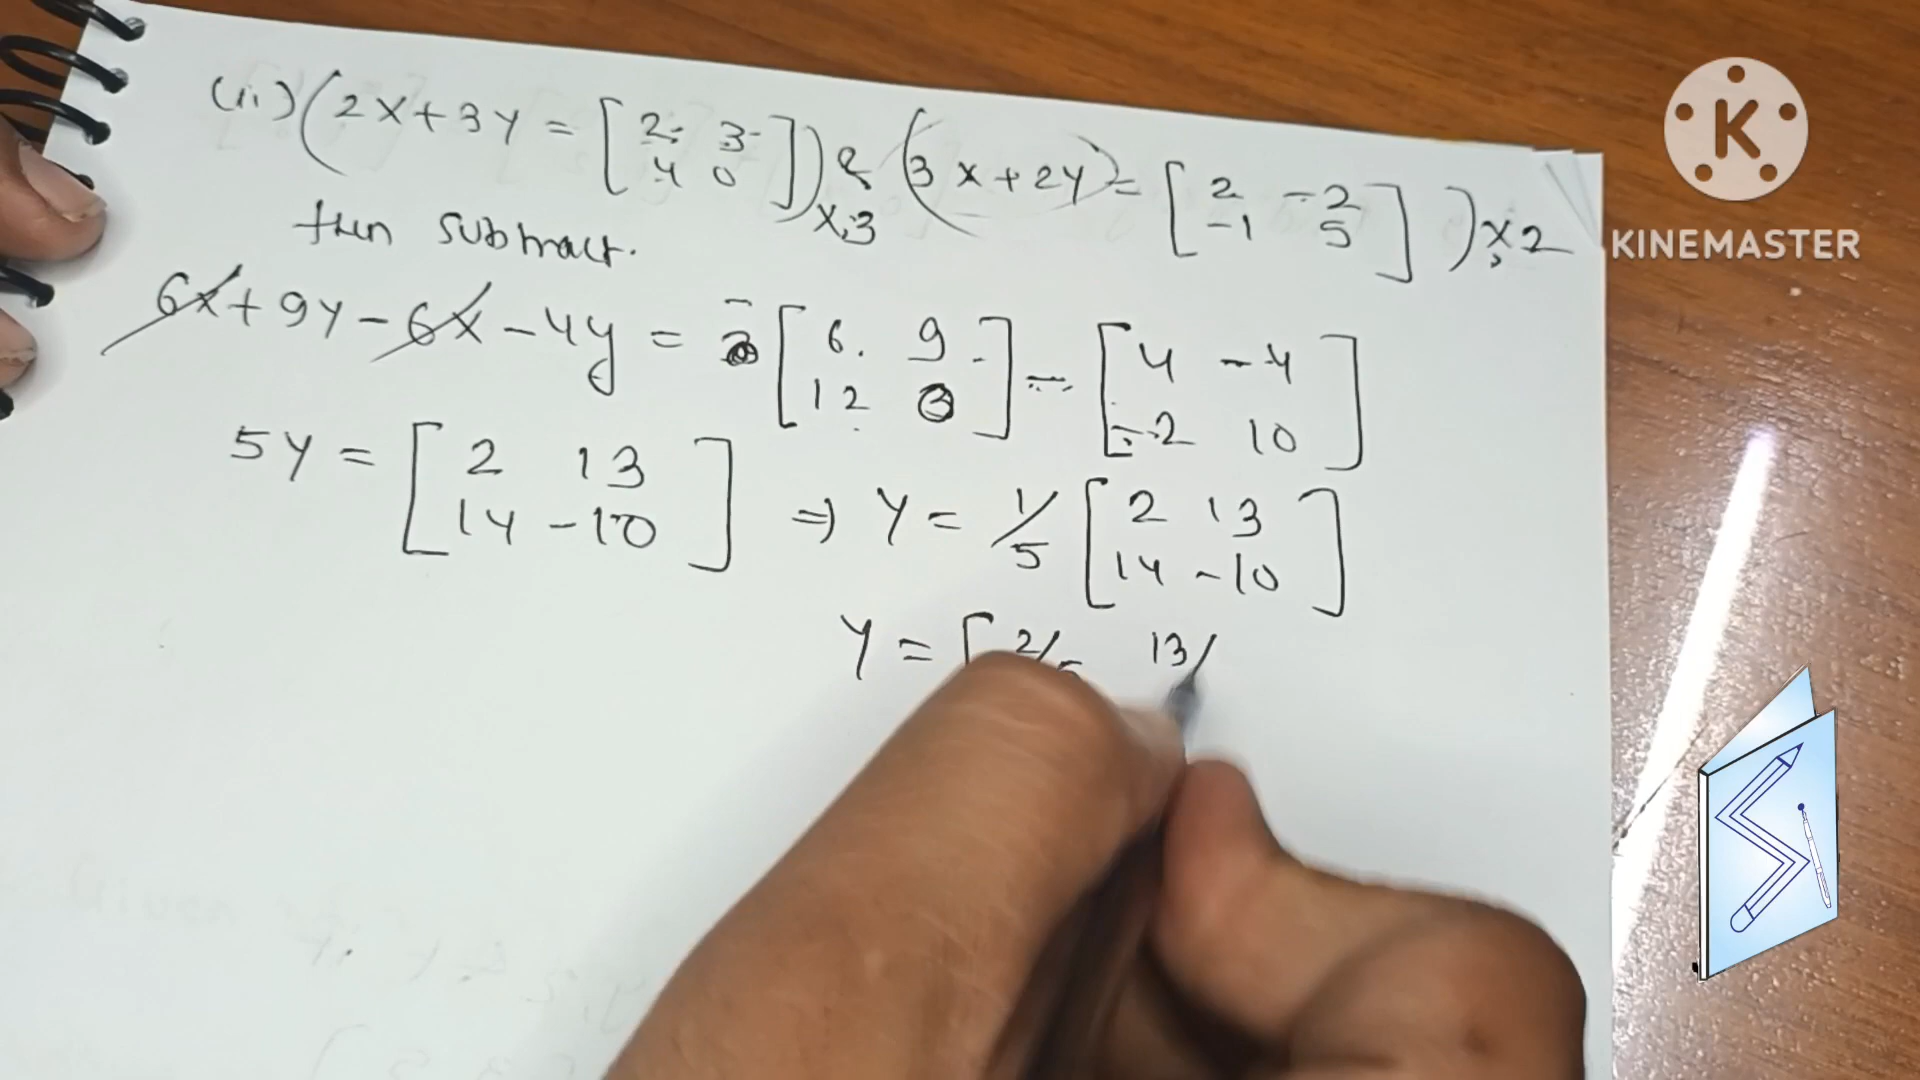 (ii) (2X+3Y = [2 3 4 0])x3 & (3X+2Y) = [2 -2 -1 5])x2
then subtract.
6X+9Y-6X-4Y = [6 9 12 0] - [4 -4 -2 10]
5Y = [2 13 14 -10] ⇒ Y = 1/5 [2 13 14 -10]
Y = [2/5 13/
K
KINEMASTER